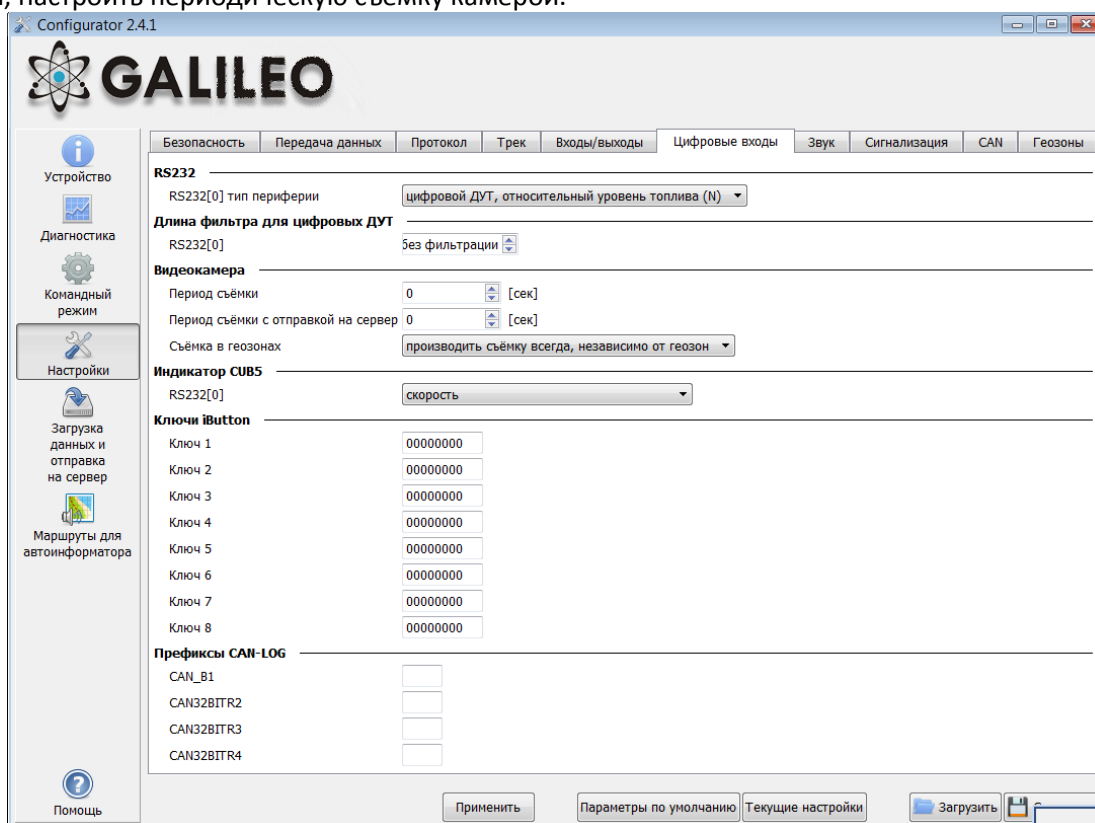 настроить периодическую съемку камерой.
Configurator 2.4.1
GALILEO
Устройство
Диагностика
Командный
режим
Настройки
Загрузка
данных и
отправка
на сервер
Маршруты для
автоинформатора
Помощь
Безопасность Передача данных Протокол Трек Входы/выходы Цифровые входы Звук Сигнализация CAN Геозоны
RS232
RS232[0] тип периферии цифровой ДУТ, относительный уровень топлива (N)
Длина фильтра для цифровых ДУТ
RS232[0] без фильтрации
Видеокамера
Период съёмки 0 [сек]
Период съёмки с отправкой на сервер 0 [сек]
Съёмка в геозонах производить съёмку всегда, независимо от геозон
Индикатор CUB5
RS232[0] скорость
Ключи iButton
Ключ 1 00000000
Ключ 2 00000000
Ключ 3 00000000
Ключ 4 00000000
Ключ 5 00000000
Ключ 6 00000000
Ключ 7 00000000
Ключ 8 00000000
Префиксы CAN-LOG
CAN_B1
CAN32BITR2
CAN32BITR3
CAN32BITR4
Применить Параметры по умолчанию Текущие настройки Загрузить